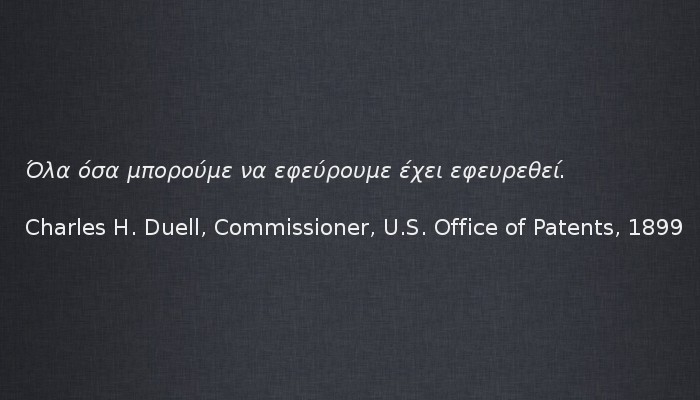 Όλα όσα μπορούμε να εφεύρουμε έχει εφευρεθεί.
Charles H. Duell, Commissioner, U.S. Office of Patents, 1899